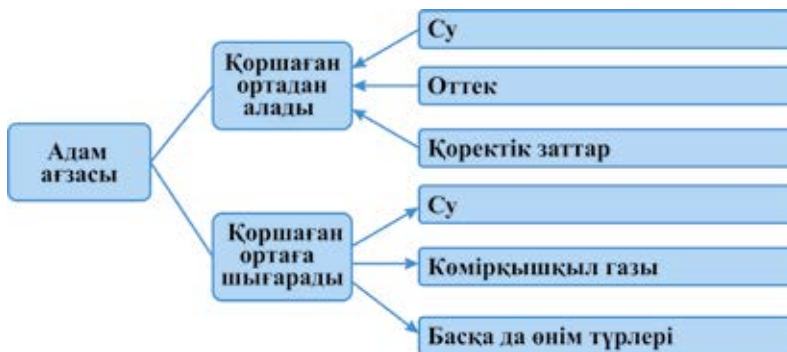 Адам
ағзасы
Қоршаған
ортадан
алады
Су
Оттек
Қоректік заттар
Қоршаған
ортаға
шығарады
Су
Көмірқышқыл газы
Басқа да өнім түрлері